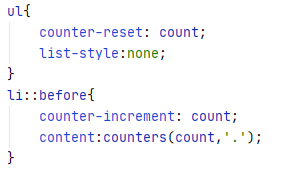 ul{
    counter-reset: count;
    list-style:none;
}
li::before{
    counter-increment: count;
    content:counters(count,'.');
}